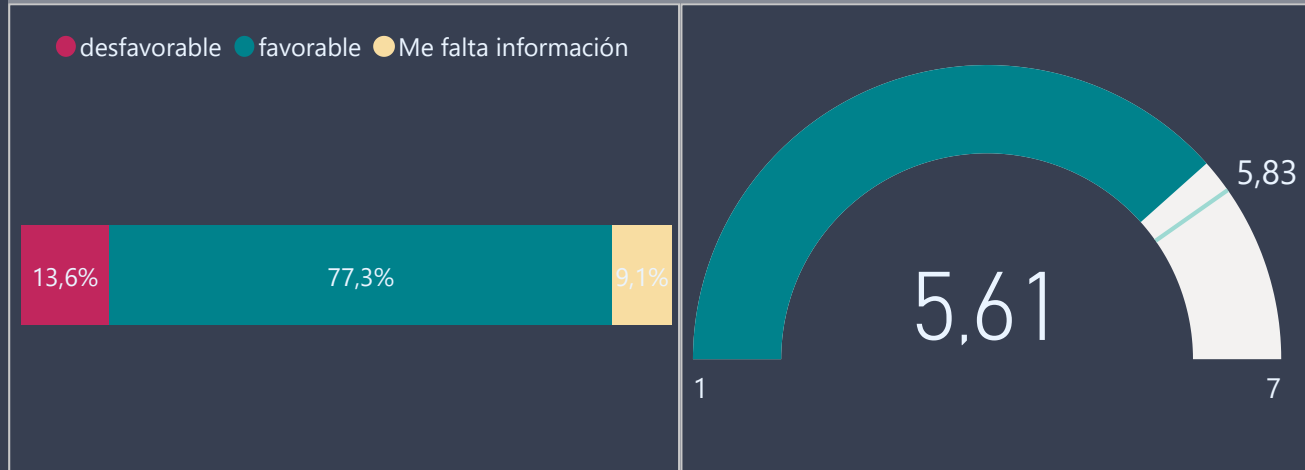 desfavorable favorable Me falta información
13,6% 77,3% 9,1%
5,83
5,61
1 7